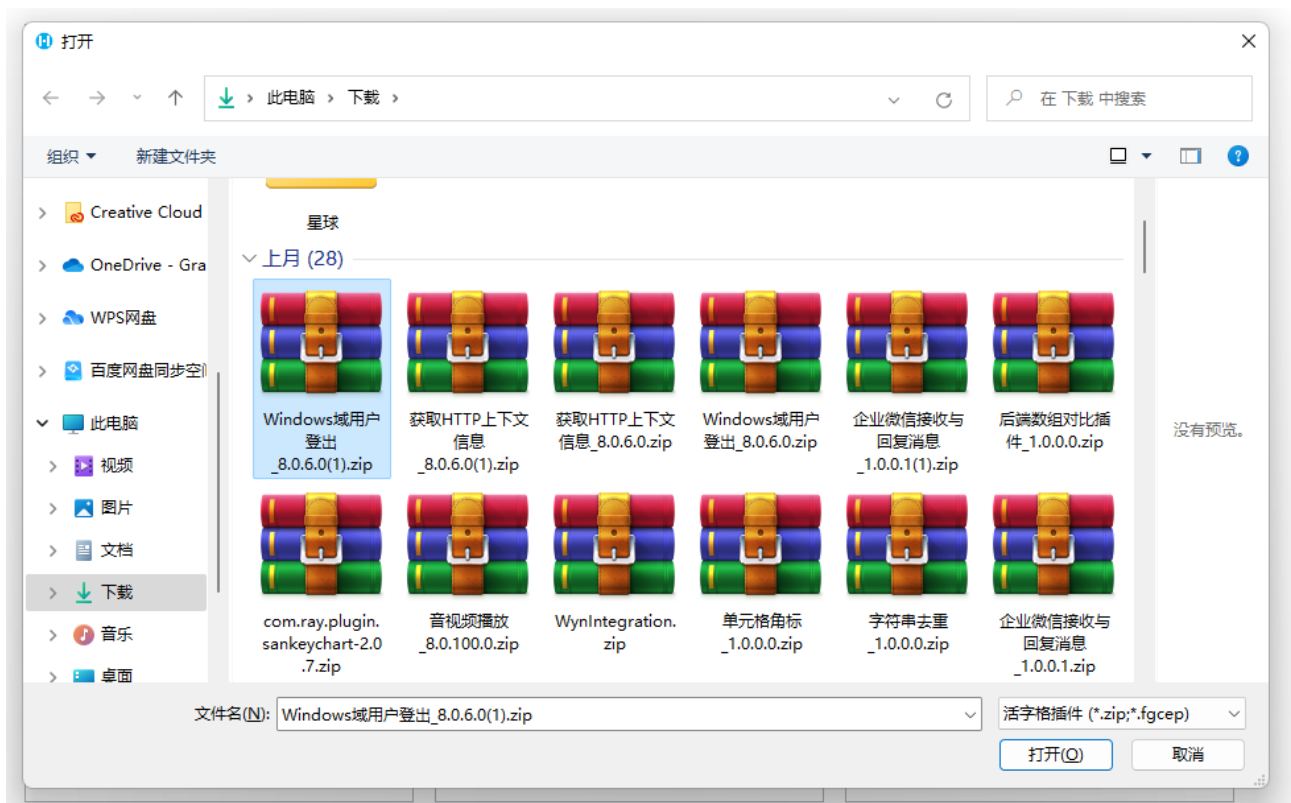 打开
此电脑 > 下载 >
在 下载 中搜索
组织
新建文件夹
Creative Cloud
OneDrive - Gra
WPS网盘
百度网盘同步空
此电脑
视频
图片
文档
下载
音乐
桌面
星球
上月 (28)
Windows域用户
登出
_8.0.6.0(1).zip
获取HTTP上下文
信息
_8.0.6.0(1).zip
获取HTTP上下文
信息_8.0.6.0.zip
Windows域用户
登出_8.0.6.0.zip
企业微信接收与
回复消息
_1.0.0.1(1).zip
后端数组对比插
件_1.0.0.0.zip
com.ray.plugin.
sankeychart-2.0
.7.zip
音视频播放
_8.0.100.0.zip
WynIntegration.
zip
单元格角标
_1.0.0.0.zip
字符串去重
_1.0.0.0.zip
企业微信接收与
回复消息
_1.0.0.1.zip
没有预览。
文件名(N):
Windows域用户登出_8.0.6.0(1).zip
活字格插件 (*.zip;*.fgcep)
打开(O)
取消